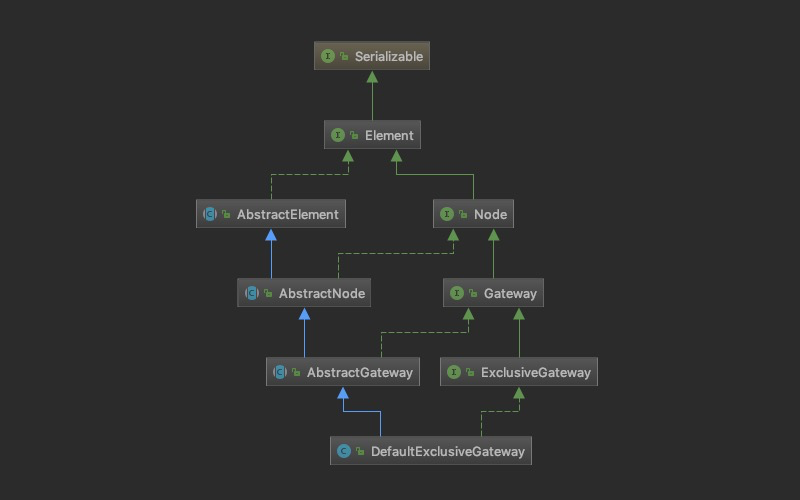 Serializable
Element
AbstractElement
Node
AbstractNode
Gateway
AbstractGateway
ExclusiveGateway
DefaultExclusiveGateway